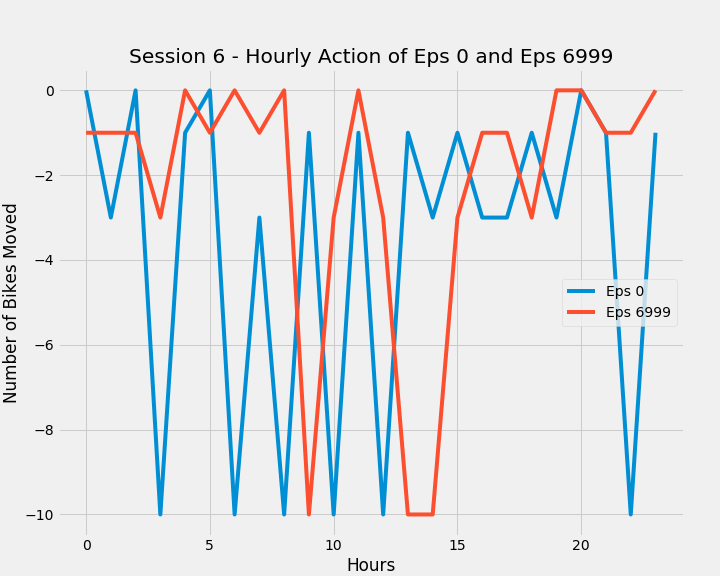 Session 6 - Hourly Action of Eps 0 and Eps 6999
Number of Bikes Moved
0
−2
−4
−6
−8
−10
Eps 0
Eps 6999
0 5 10 15 20
Hours